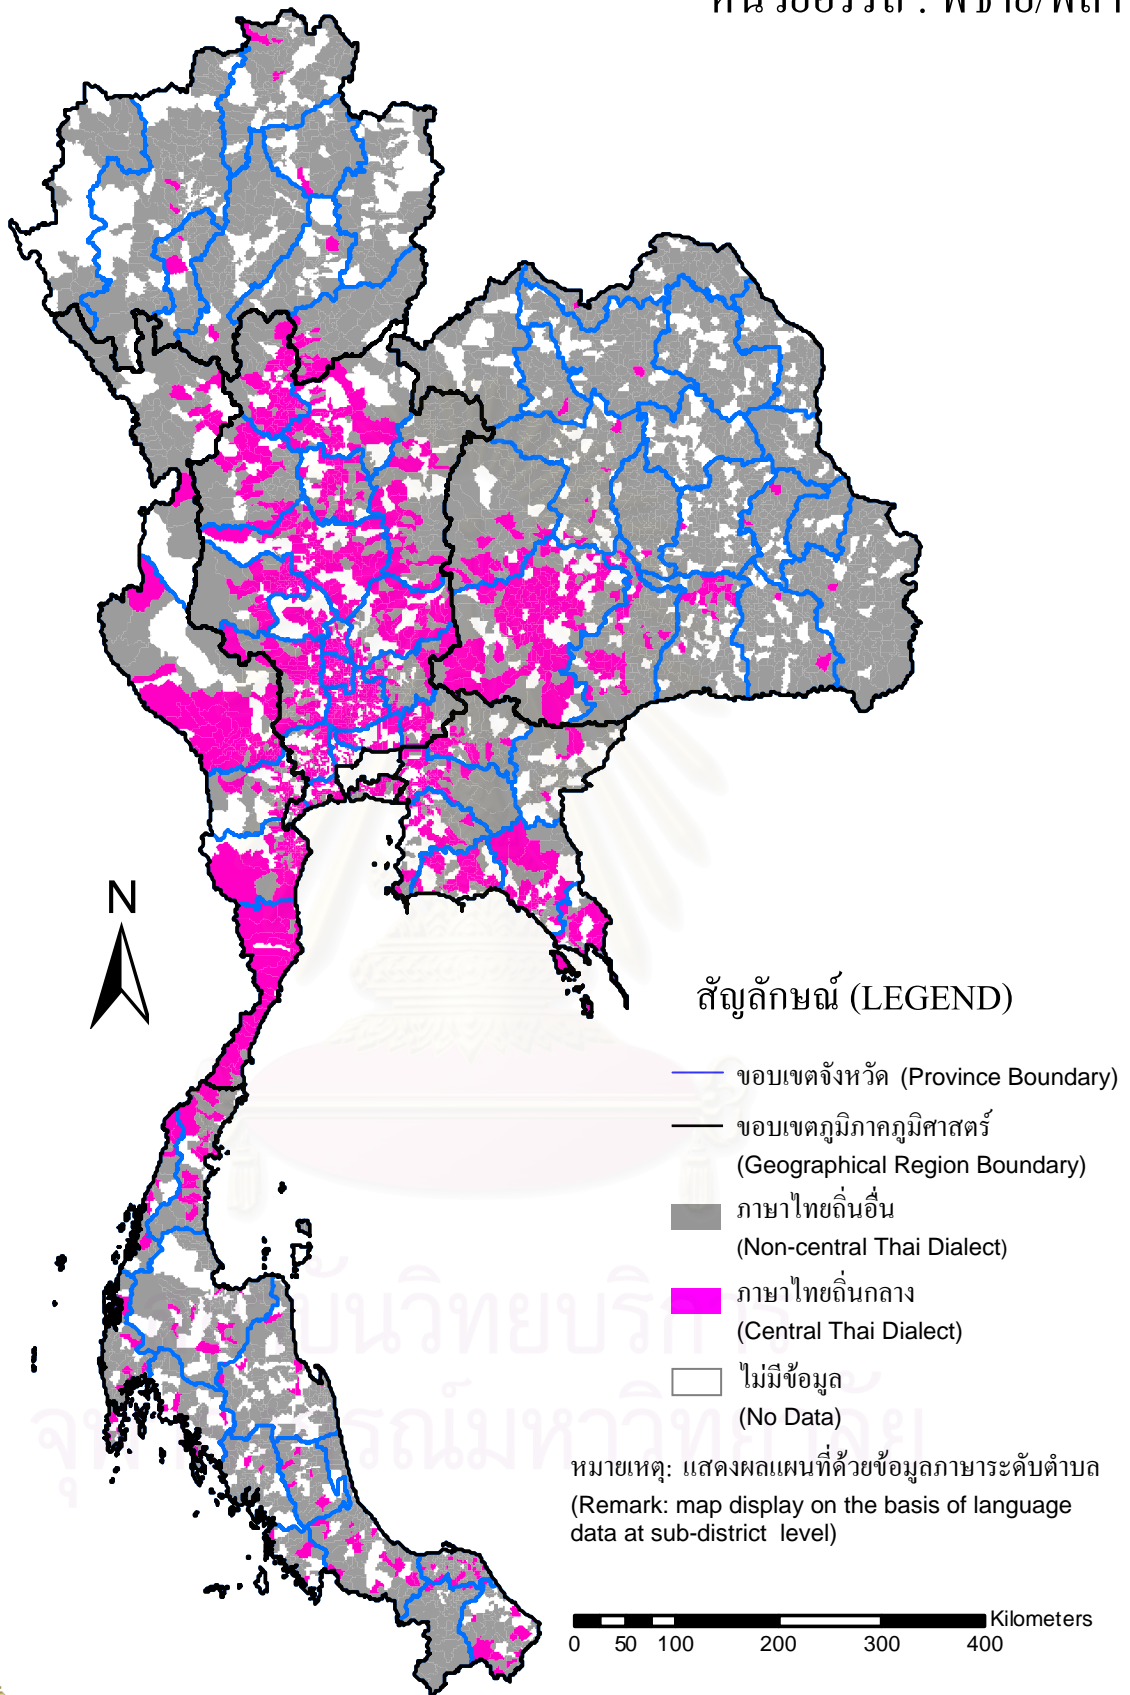 N
สัญลักษณ์ (LEGEND)
ขอบเขตจังหวัด (Province Boundary)
ขอบเขตภูมิภาคภูมิศาสตร์
(Geographical Region Boundary)
ภาษาไทยถิ่นอื่น
(Non-central Thai Dialect)
ภาษาไทยถิ่นกลาง
(Central Thai Dialect)
ไม่มีข้อมูล
(No Data)
หมายเหตุ: แสดงผลแผนที่ด้วยข้อมูลภาษาระดับตำบล
(Remark: map display on the basis of language
data at sub-district level)
Kilometers
0 50 100 200 300 400